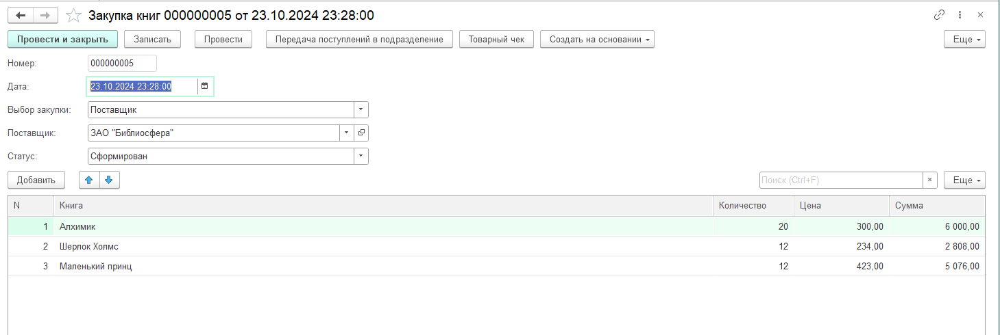 Закупка книг 000000005 от 23.10.2024 23:28:00
Провести и закрыть Записать Провести Передача поступлений в подразделение Товарный чек Создать на основании Еще
Номер: 000000005
Дата: 23.10.2024 23:28:00
Выбор закупки: Поставщик
Поставщик: ЗАО "Библиосфера"
Статус: Сформирован
Добавить Поиск (Ctrl+F) × Еще
N Книга Количество Цена Сумма
1 Алхимик 20 300,00 6 000,00
2 Шерлок Холмс 12 234,00 2 808,00
3 Маленький принц 12 423,00 5 076,00